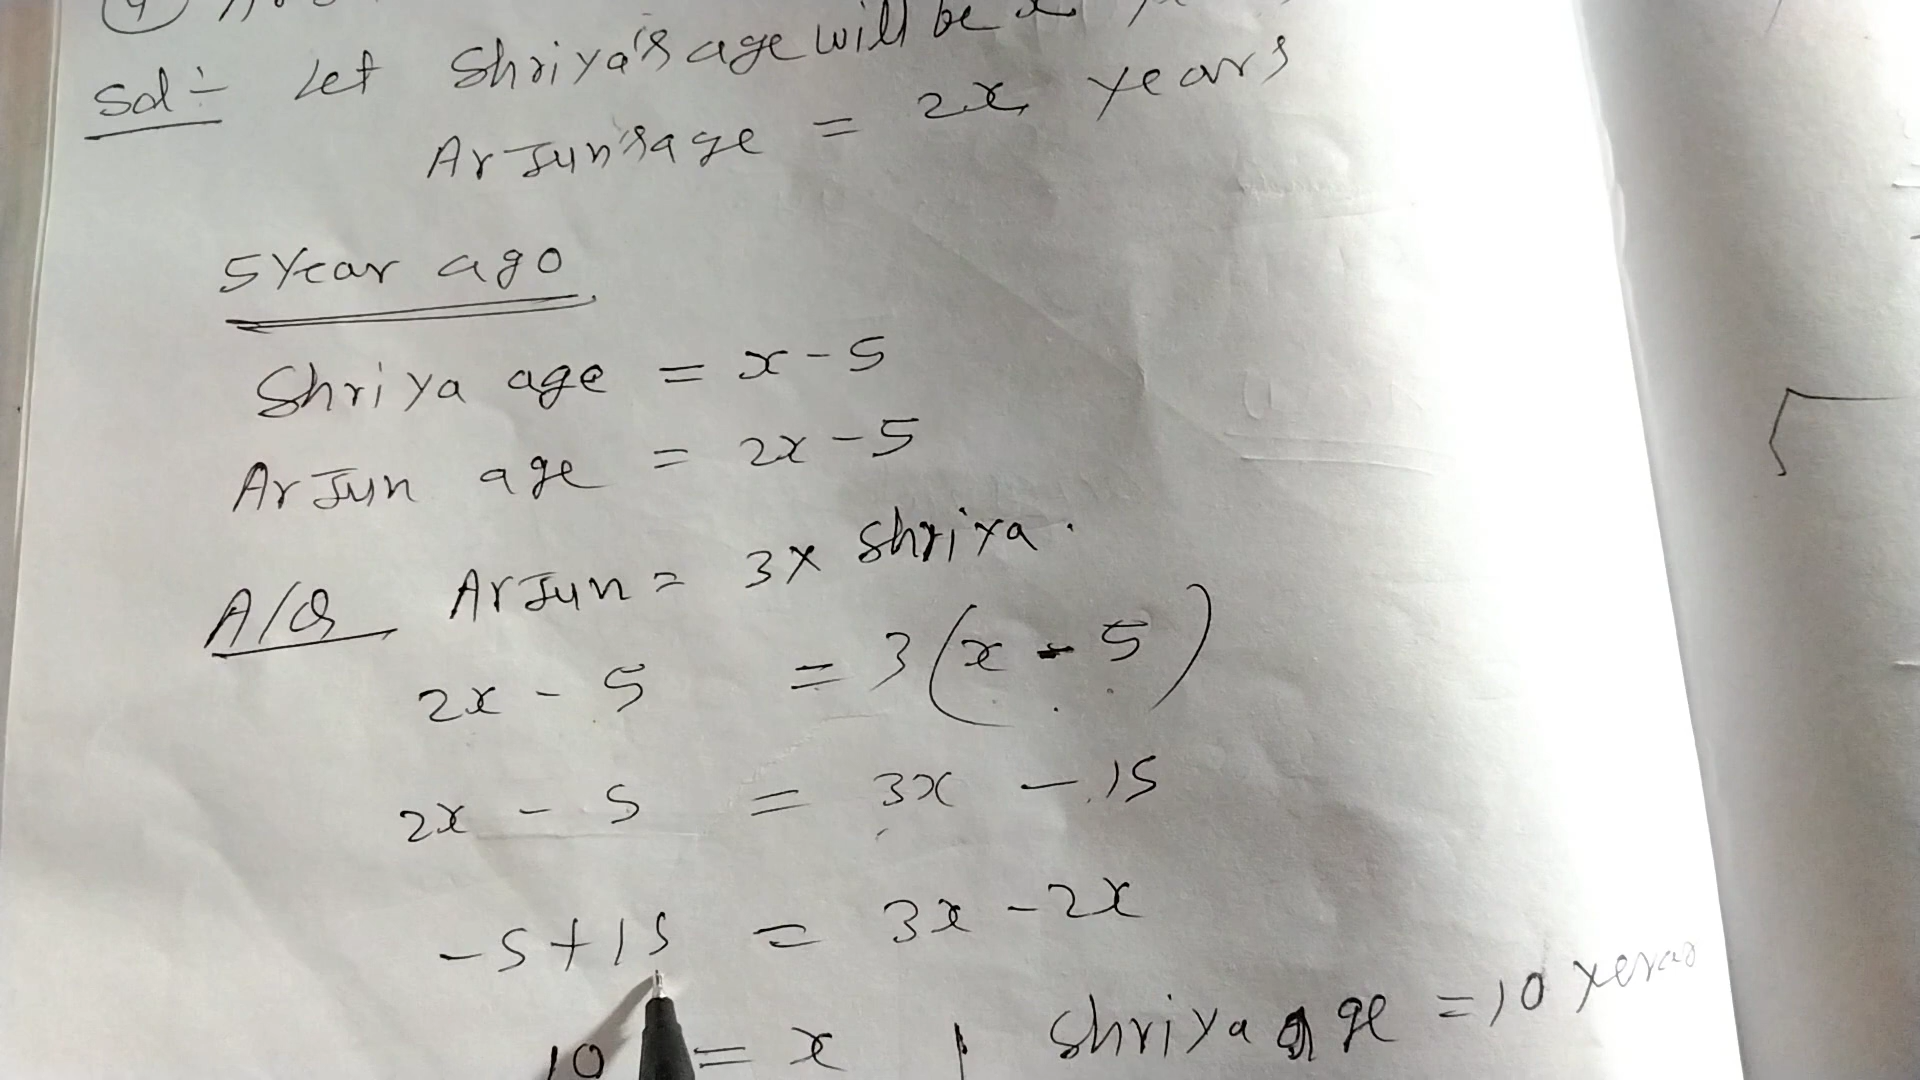 Sol:- Let Shriya's age will be x
Arjun's age = 2x years
5 Year ago
Shriya age = x - 5
Arjun age = 2x - 5
A/Q Arjun = 3 x Shriya.
2x - 5 = 3(x - 5)
2x - 5 = 3x - 15
-5 + 15 = 3x - 2x
10 = x | Shriya age = 10